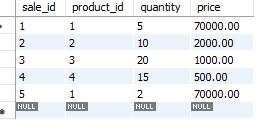 sale_id product_id quantity price
1 1 5 70000.00
2 2 10 2000.00
3 3 20 1000.00
4 4 15 500.00
5 1 2 70000.00
NULL NULL NULL NULL